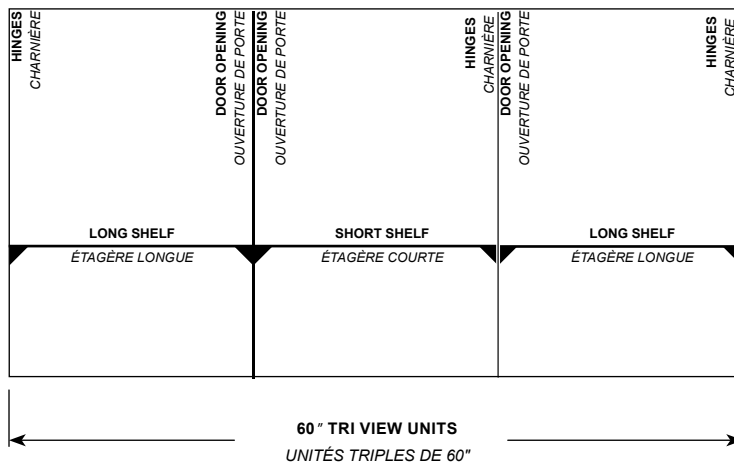 HINGES
CHARNIÈRE
DOOR OPENING
OUVERTURE DE PORTE
DOOR OPENING
OUVERTURE DE PORTE
HINGES
CHARNIÈRE
DOOR OPENING
OUVERTURE DE PORTE
HINGES
CHARNIÈRE
LONG SHELF
ÉTAGÈRE LONGUE
SHORT SHELF
ÉTAGÈRE COURTE
LONG SHELF
ÉTAGÈRE LONGUE
60" TRI VIEW UNITS
UNITÉS TRIPLES DE 60"